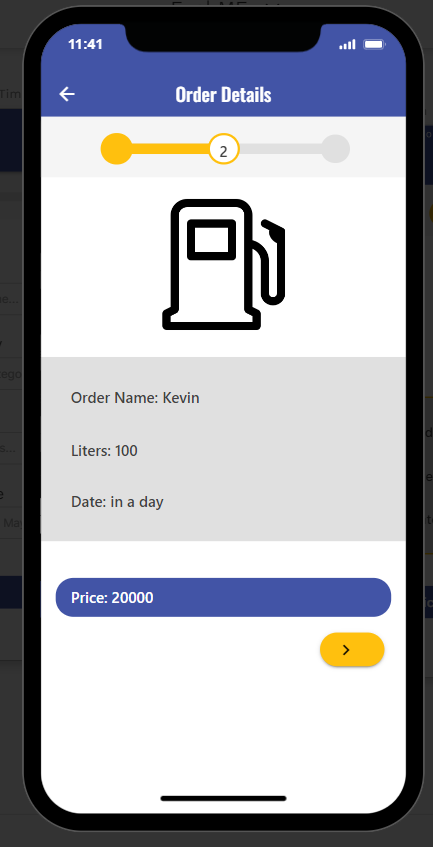 11:41
Order Details
2
Order Name: Kevin
Liters: 100
Date: in a day
Price: 20000